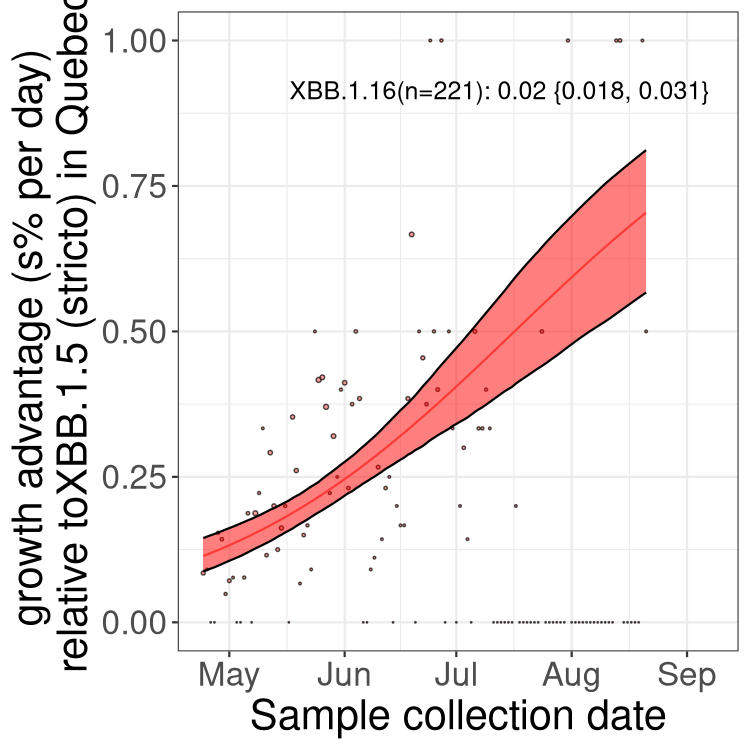 growth advantage (s% per day)
relative toXBB.1.5 (stricto) in Quebec
1.00
XBB.1.16(n=221): 0.02 {0.018, 0.031}
0.75
0.50
0.25
0.00
May Jun Jul Aug Sep
Sample collection date